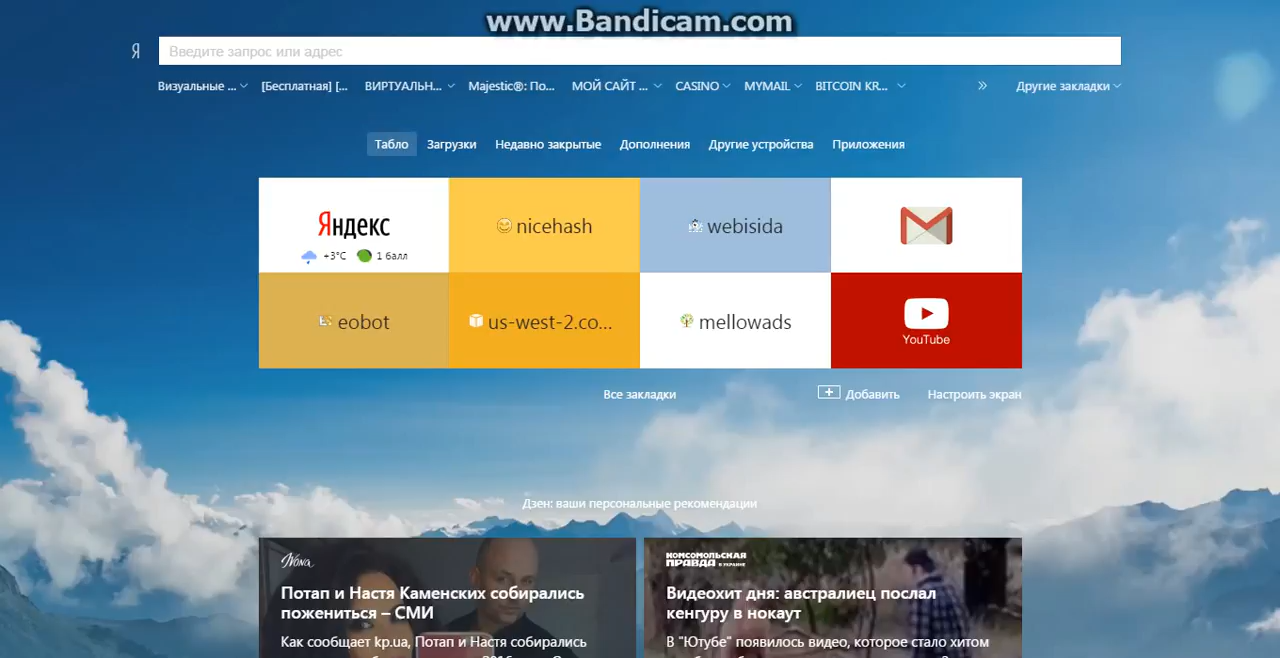 www.Bandicam.com
Я Введите запрос или адрес
Визуальные ... [Бесплатная] [... ВИРТУАЛЬН... Majestic®: По... МОЙ САЙТ ... CASINO MYMAIL BITCOIN KR... » Другие закладки
Табло Загрузки Недавно закрытые Дополнения Другие устройства Приложения
Яндекс
+3°C 1 балл
nicehash
webisida
eobot
us-west-2.co...
mellowads
YouTube
Все закладки Добавить Настроить экран
Дзен: ваши персональные рекомендации
Потап и Настя Каменских собирались
пожениться – СМИ
Как сообщает kp.ua, Потап и Настя собирались
КОМСОМОЛЬСКАЯ
ПРАВДА В УКРАИНЕ
Видеохит дня: австралиец послал
кенгуру в нокаут
В "Ютубе" появилось видео, которое стало хитом